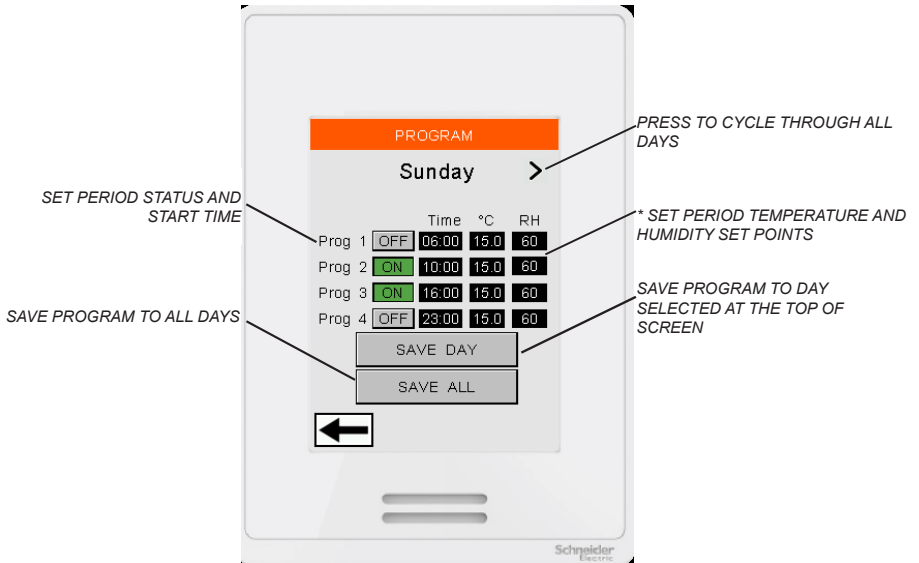 PROGRAM
PRESS TO CYCLE THROUGH ALL
DAYS
Sunday >
SET PERIOD STATUS AND
START TIME
Time °C RH
* SET PERIOD TEMPERATURE AND
HUMIDITY SET POINTS
Prog 1 OFF 06:00 15.0 60
Prog 2 ON 10:00 15.0 60
Prog 3 ON 16:00 15.0 60
Prog 4 OFF 23:00 15.0 60
SAVE PROGRAM TO DAY
SELECTED AT THE TOP OF
SCREEN
SAVE PROGRAM TO ALL DAYS
SAVE DAY
SAVE ALL
Schneider
Electric